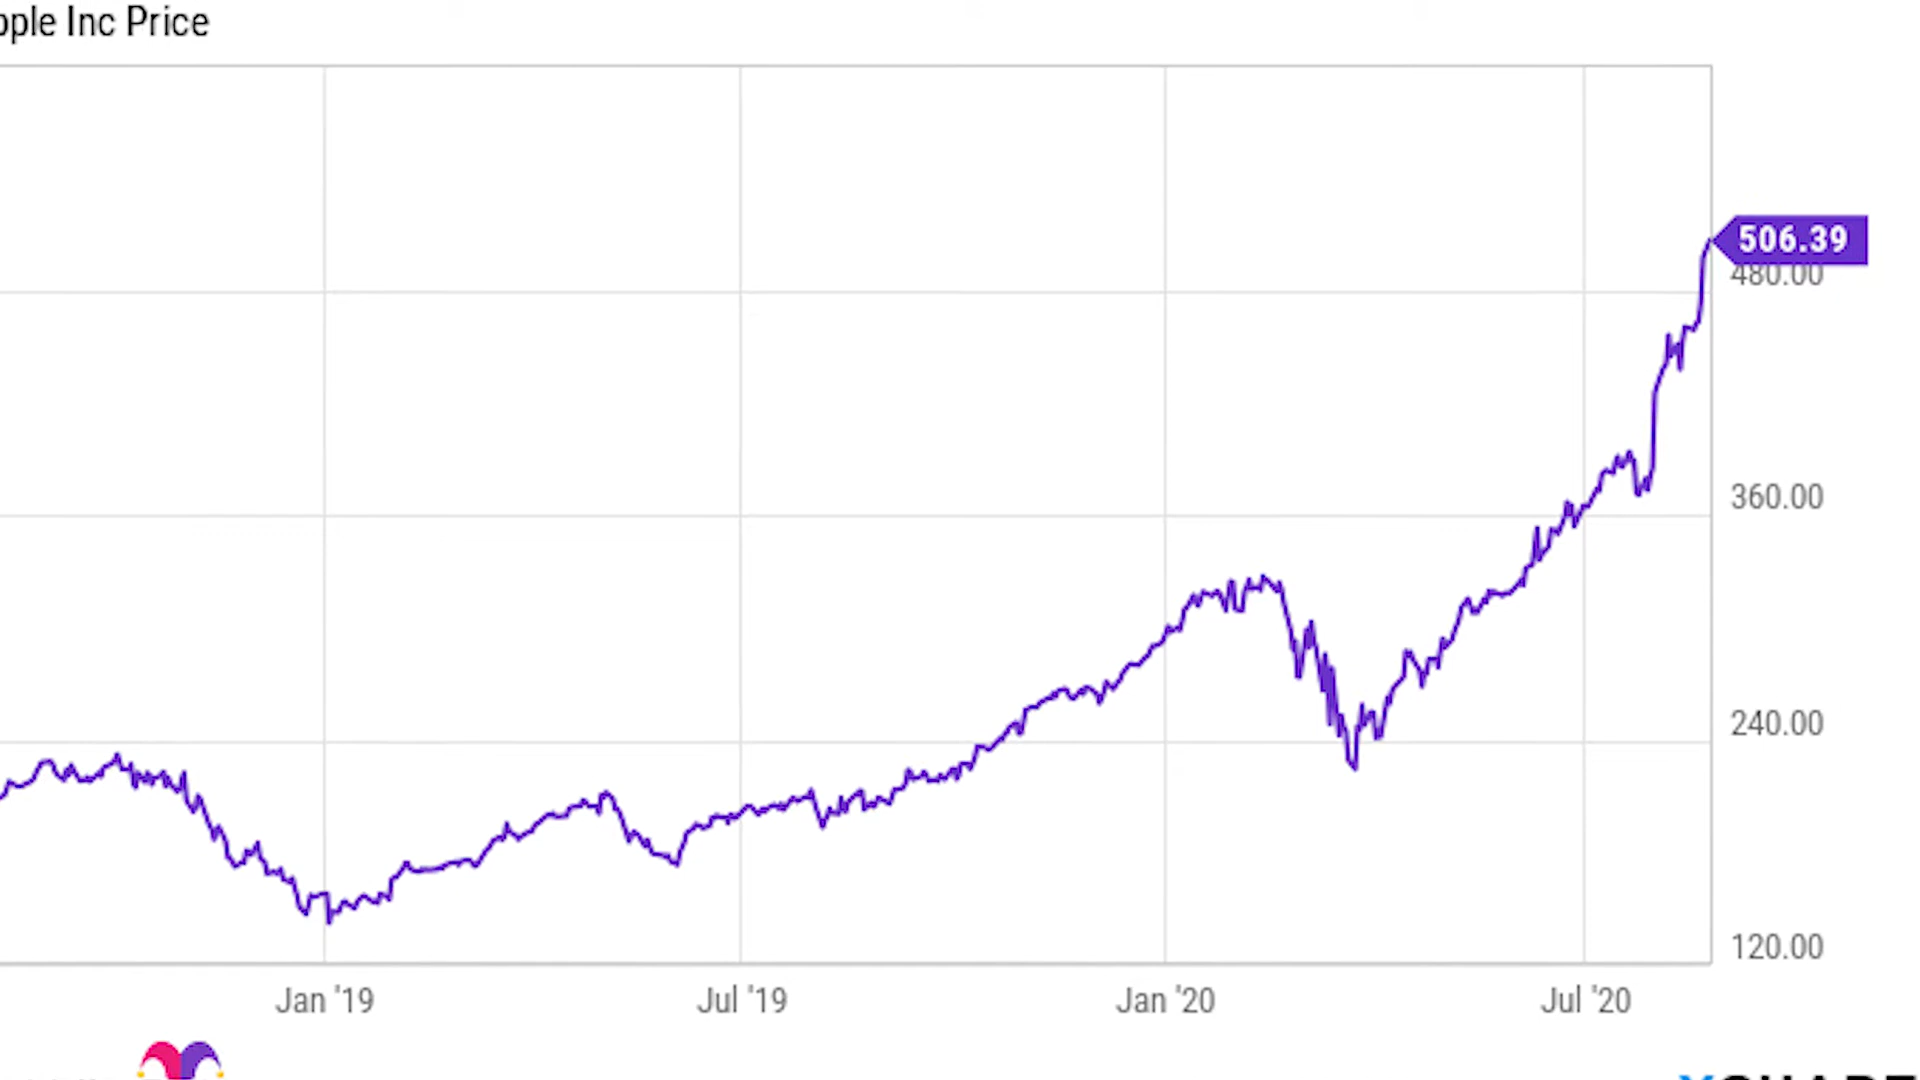 pple Inc Price
506.39
480.00
360.00
240.00
120.00
Jan '19
Jul '19
Jan '20
Jul '20